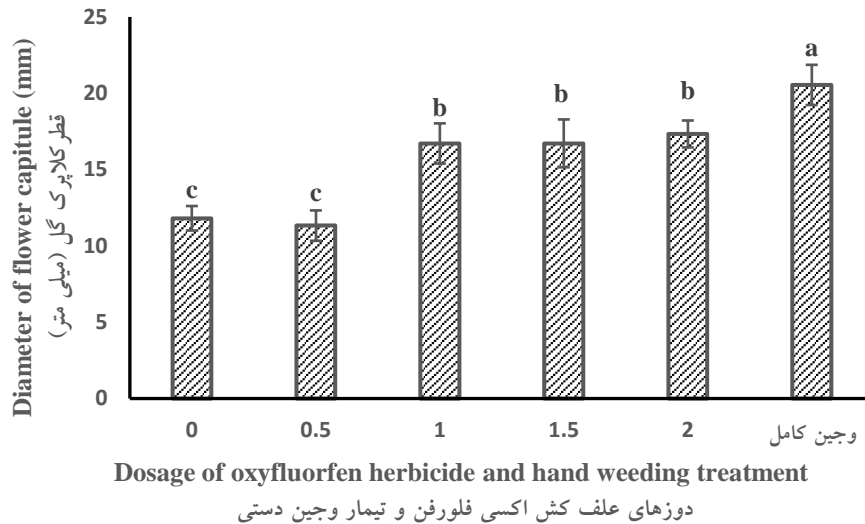 Diameter of flower capitule (mm)
قطر کلاپرک گل (میلی متر)
25
20
15
10
5
0
c
c
b
b
b
a
0
0.5
1
1.5
2
وجین کامل
Dosage of oxyfluorfen herbicide and hand weeding treatment
دوزهای علف کش اکسی فلورفن و تیمار وجین دستی